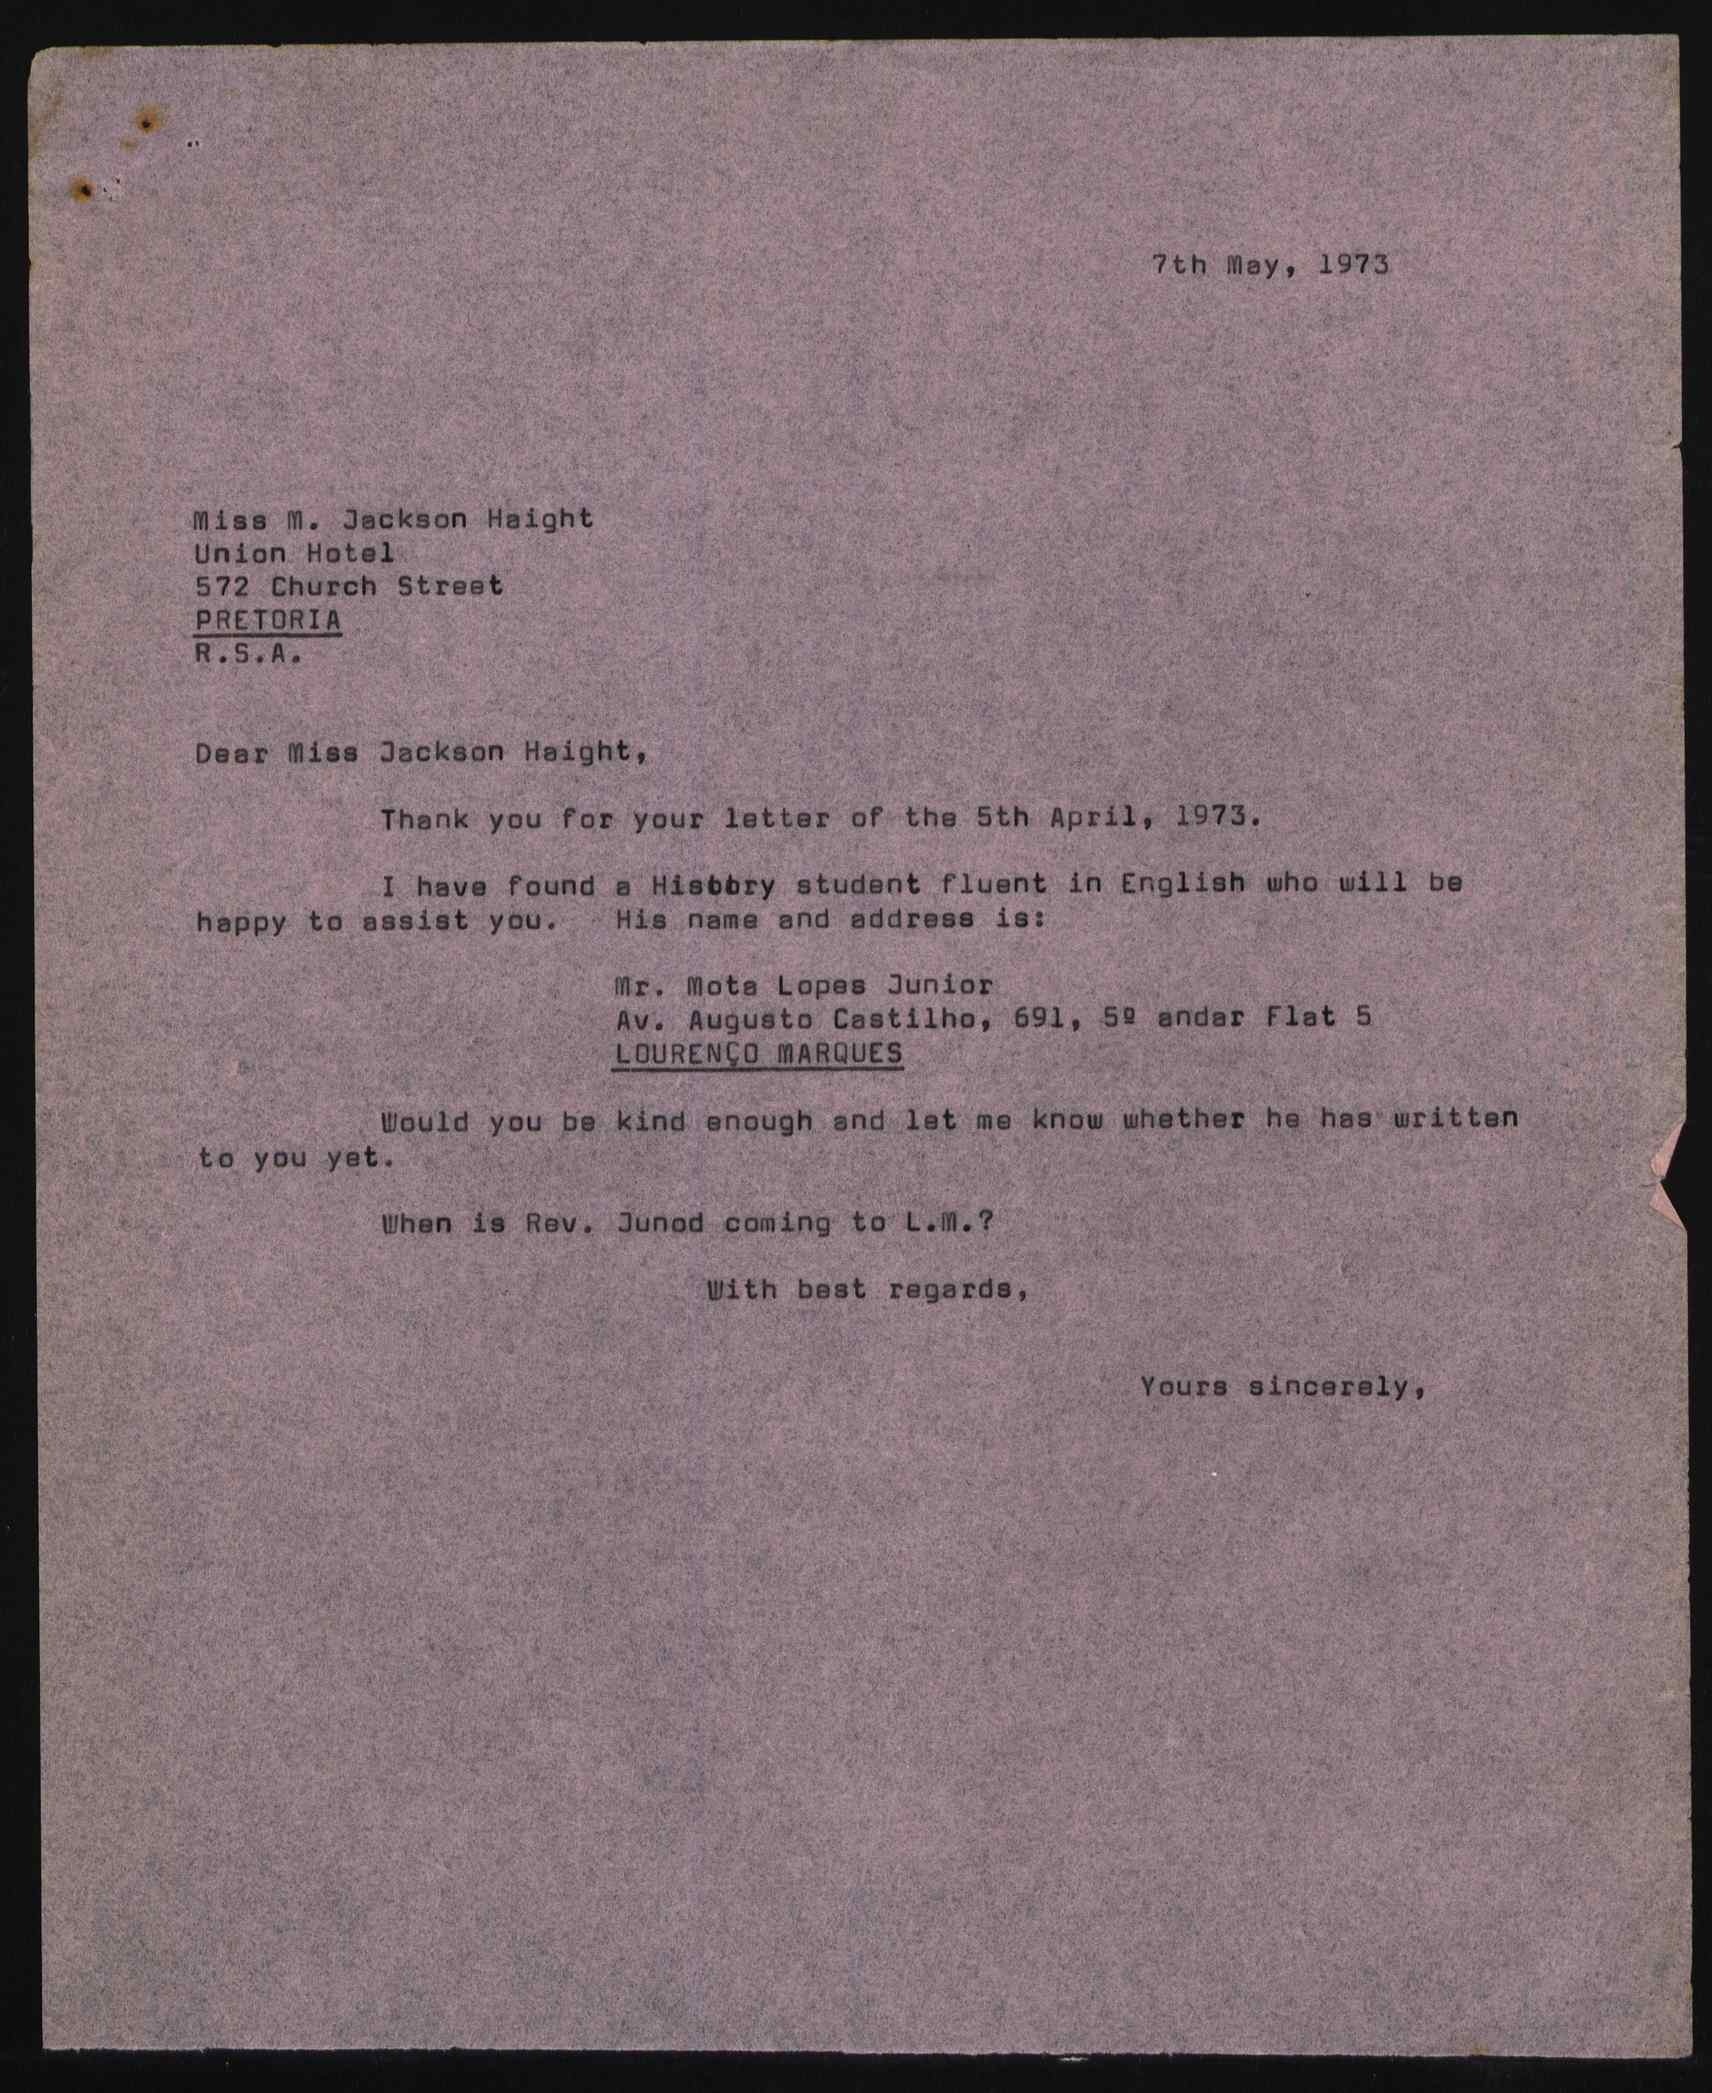 7th May, 1973
Miss M. Jackson Haight
Union Hotel
572 Church Street
PRETORIA
R.S.A.
Dear Miss Jackson Haight,
Thank you for your letter of the 5th April, 1973.
I have found a History student fluent in English who will be
happy to assist you. His name and address is:
Mr. Mota Lopes Junior
Av. Augusto Castilho, 691, 5º andar Flat 5
LOURENÇO MARQUES
Would you be kind enough and let me know whether he has written
to you yet.
When is Rev. Junod coming to L.M.?
With best regards,
Yours sincerely,